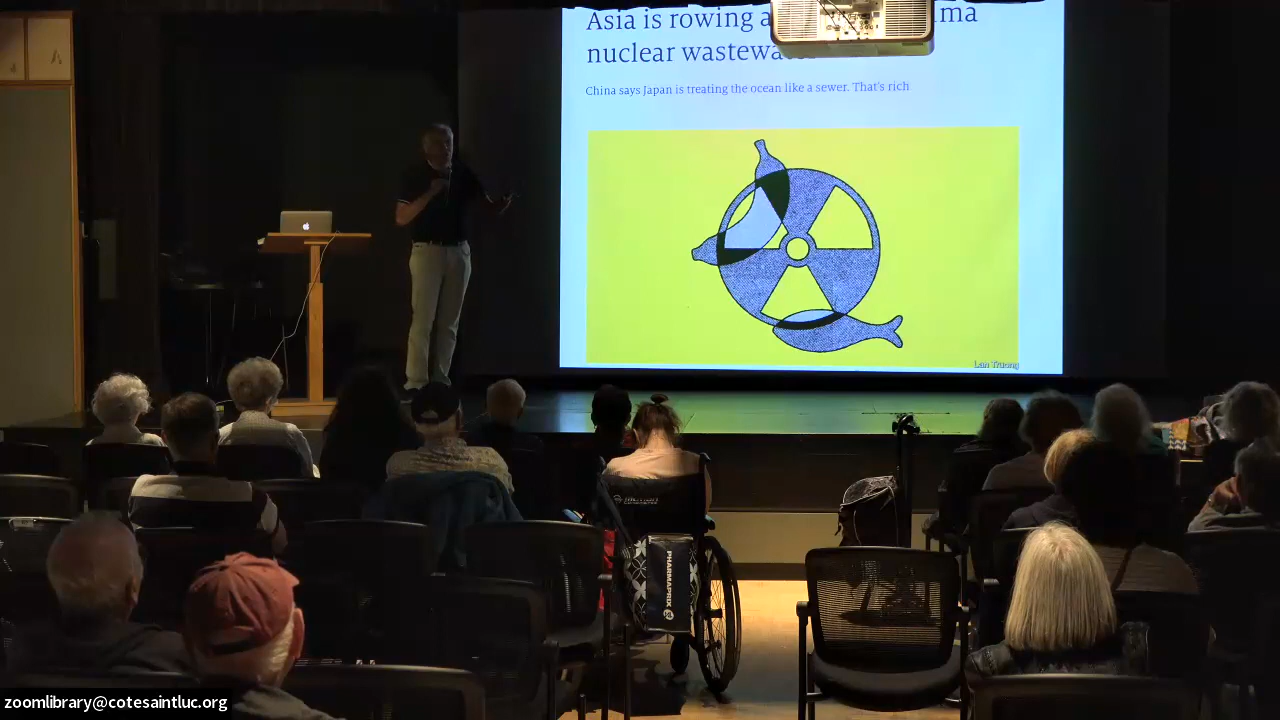 Asia is rowing a
nuclear wastewa
China says Japan is treating the ocean like a sewer. That's rich
Lan Truong
PHARMAPRIX
zoomlibrary@cotesaintluc.org